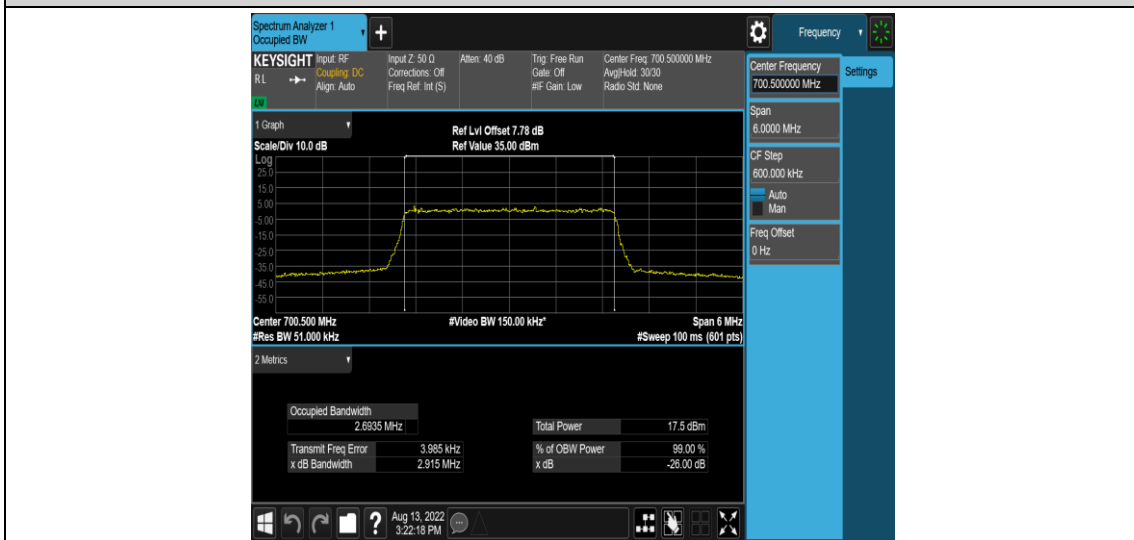 Spectrum Analyzer 1
Occupied BW
+
Frequency
KEYSIGHT
RL
Input: RF
Coupling: DC
Align: Auto
Input Z: 50 Ω
Corrections: Off
Freq Ref: Int (S)
Atten: 40 dB
Trig: Free Run
Gate: Off
#IF Gain: Low
Center Freq: 700.500000 MHz
Avg|Hold: 30/30
Radio Std: None
Center Frequency
700.500000 MHz
Settings
Span
6.0000 MHz
CF Step
600.000 kHz
Auto
Man
Freq Offset
0 Hz
1 Graph
Scale/Div 10.0 dB
Ref Lvl Offset 7.78 dB
Ref Value 35.00 dBm
Log
25.0
15.0
5.00
-5.00
-15.0
-25.0
-35.0
-45.0
-55.0
Center 700.500 MHz
#Video BW 150.00 kHz*
Span 6 MHz
#Res BW 51.000 kHz
#Sweep 100 ms (601 pts)
2 Metrics
Occupied Bandwidth
2.6935 MHz
Total Power 17.5 dBm
Transmit Freq Error 3.985 kHz
% of OBW Power 99.00 %
x dB Bandwidth 2.915 MHz
x dB -26.00 dB
?
Aug 13, 2022
3:22:18 PM